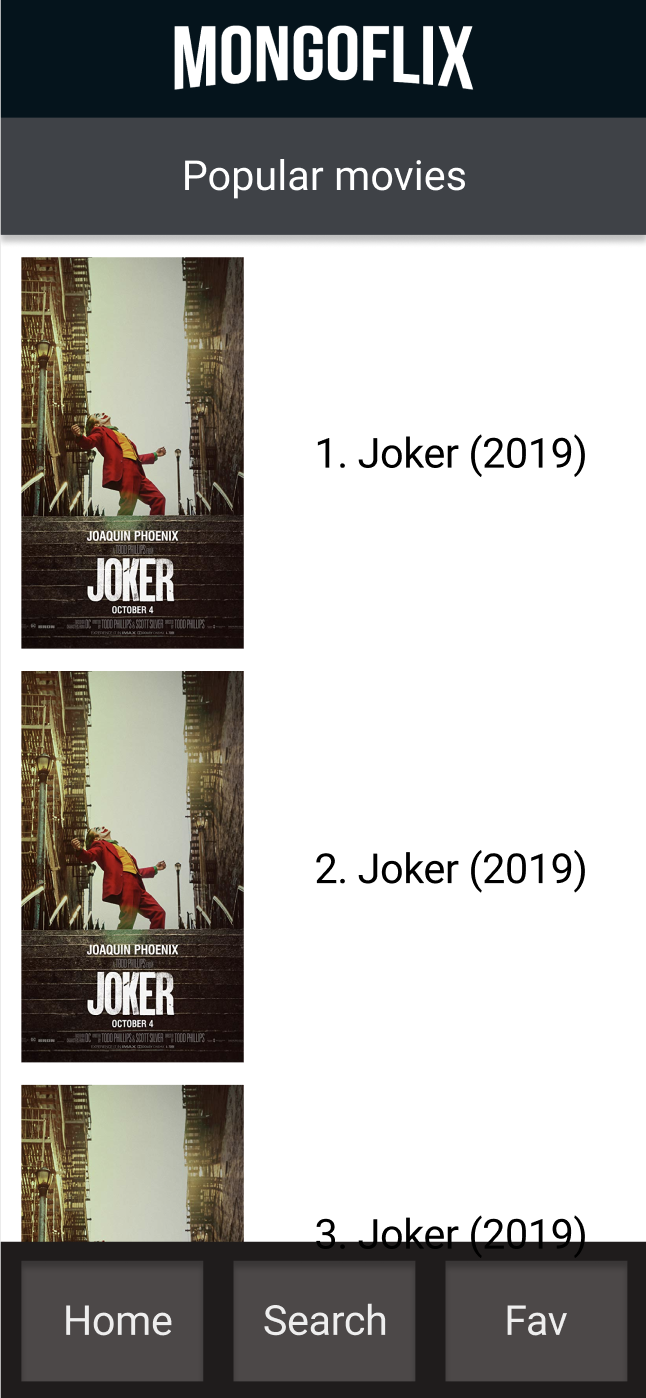 MONGOFLIX
Popular movies
JOAQUIN PHOENIX
JOKER
OCTOBER 4
1. Joker (2019)
JOAQUIN PHOENIX
JOKER
OCTOBER 4
2. Joker (2019)
3. Joker (2019)
Home
Search
Fav